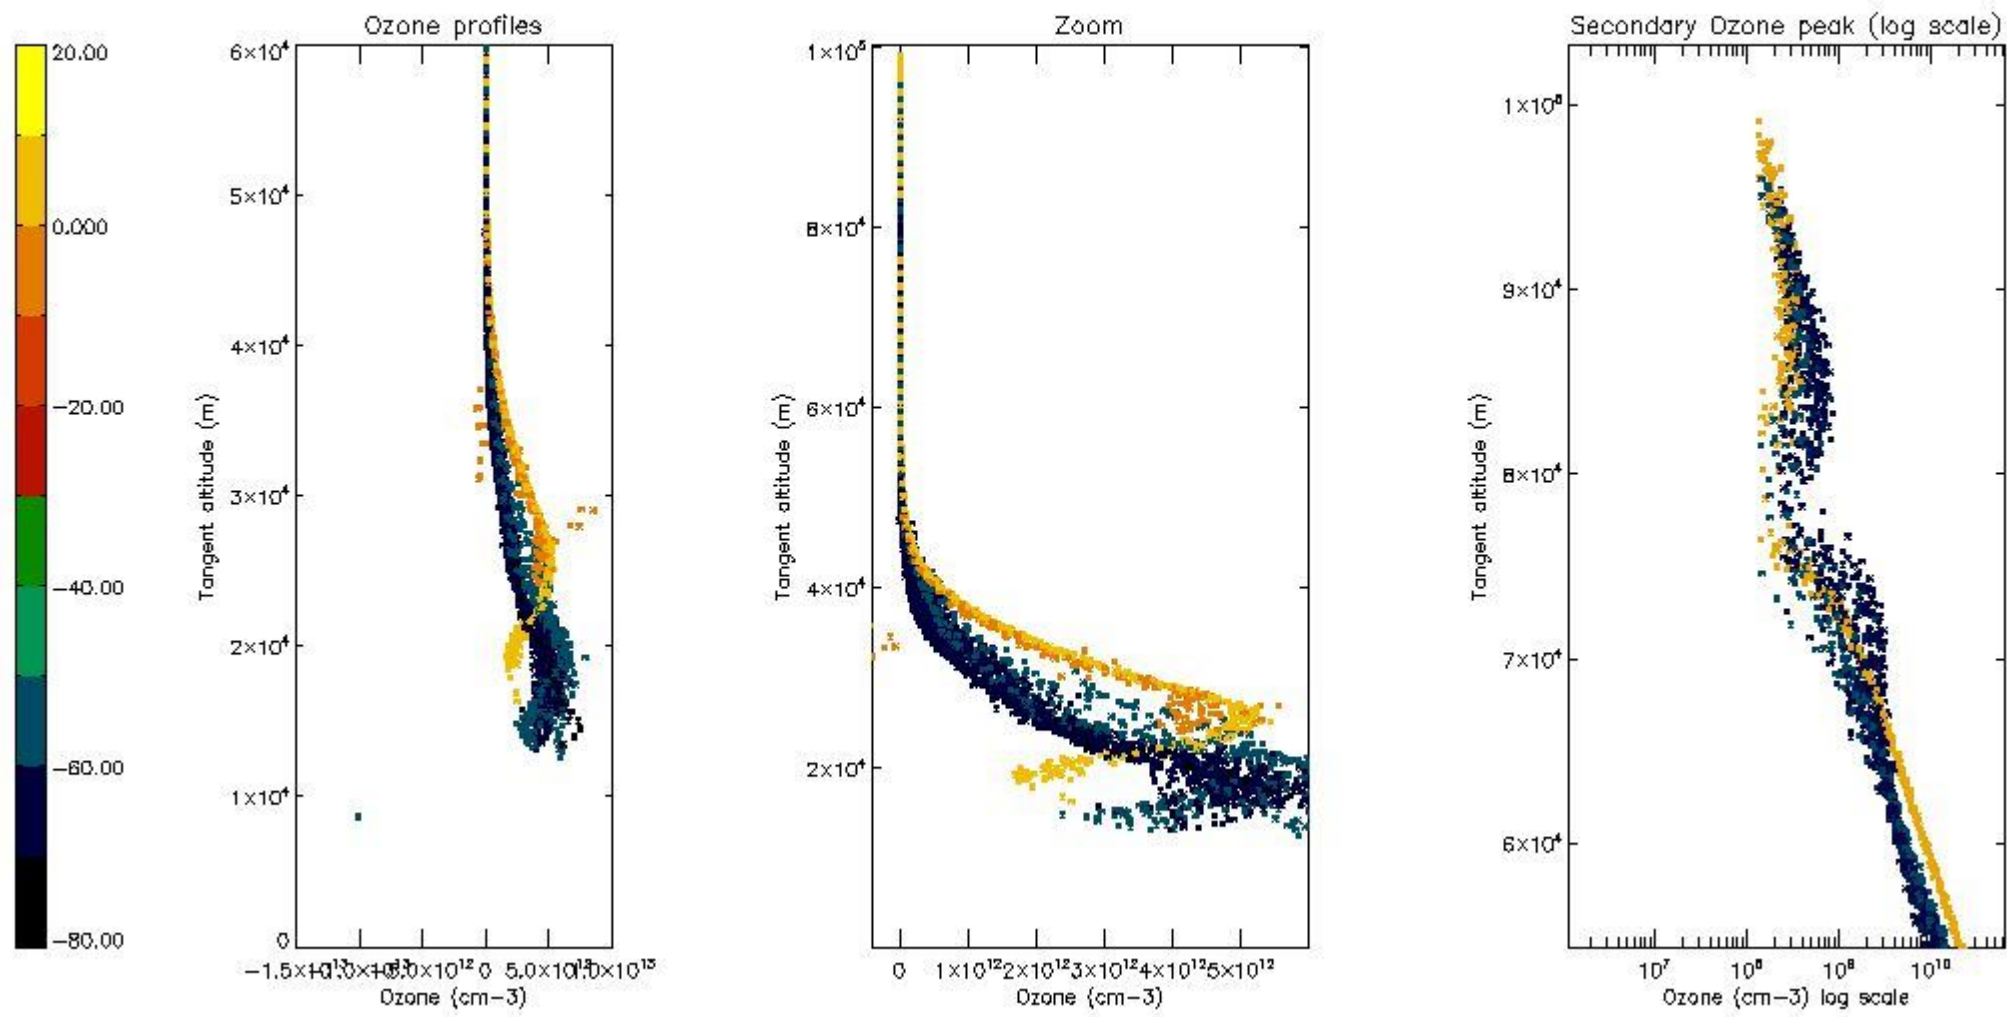 Ozone profiles
Zoom
Secondary Ozone peak (log scale)
20.00
0.000
−20.00
−40.00
−60.00
−80.00
6×10⁴
5×10⁴
4×10⁴
3×10⁴
2×10⁴
1×10⁴
0
Tangent altitude (m)
5.0×10¹² 0
Ozone (cm−3)
1×10⁵
8×10⁴
6×10⁴
4×10⁴
2×10⁴
Tangent altitude (m)
0 1×10¹² 2×10¹² 3×10¹² 4×10¹² 5×10¹²
Ozone (cm−3)
9×10⁴
8×10⁴
7×10⁴
6×10⁴
Tangent altitude (m)
10⁷ 10⁸ 10⁹ 10¹⁰
Ozone (cm−3) log scale